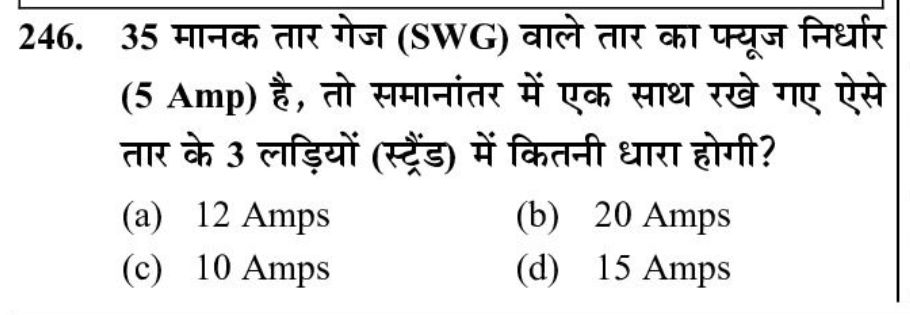 246. 35 मानक तार गेज (SWG) वाले तार का फ्यूज निर्धार
(5 Amp) है, तो समानांतर में एक साथ रखे गए ऐसे
तार के 3 लड़ियों (स्ट्रैंड) में कितनी धारा होगी?
(a) 12 Amps (b) 20 Amps
(c) 10 Amps (d) 15 Amps